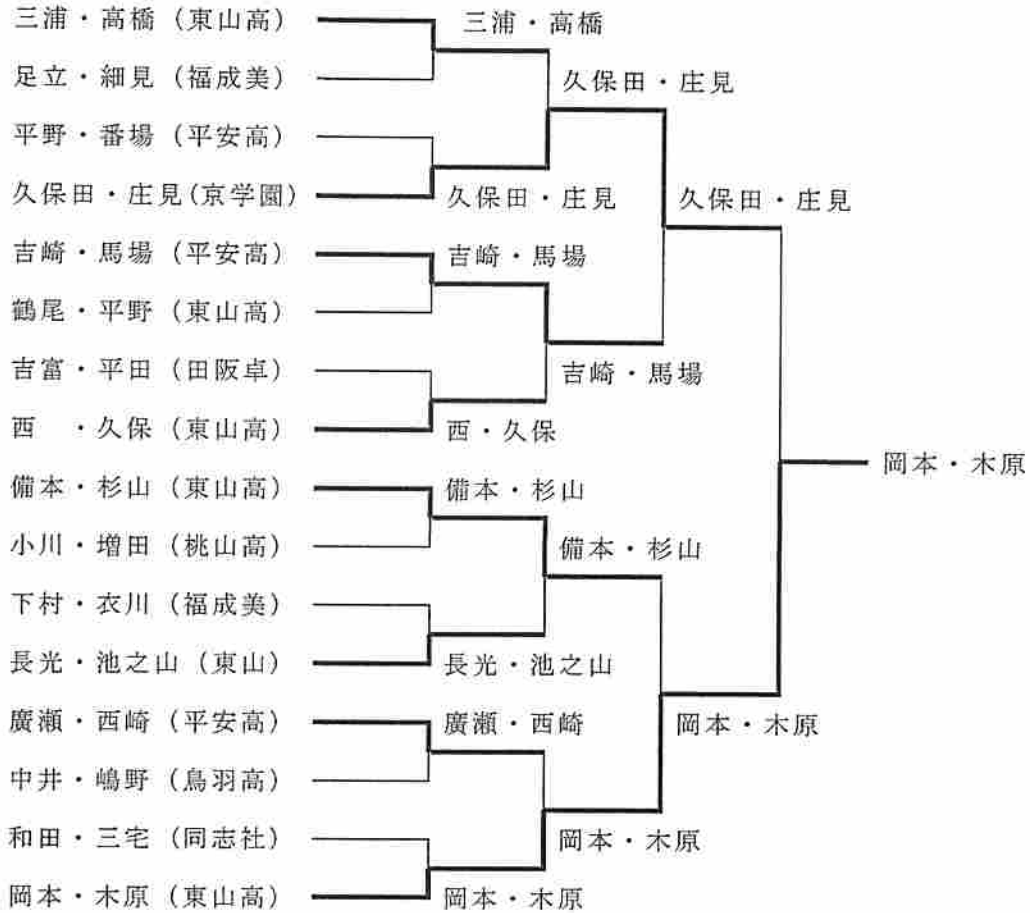 三浦・高橋（東山高）
三浦・高橋
足立・細見（福成美）
久保田・庄見
平野・番場（平安高）
久保田・庄見(京学園)
久保田・庄見
久保田・庄見
吉崎・馬場（平安高）
吉崎・馬場
鶴尾・平野（東山高）
吉富・平田（田阪卓）
吉崎・馬場
西　・久保（東山高）
西・久保
岡本・木原
備本・杉山（東山高）
備本・杉山
小川・増田（桃山高）
備本・杉山
下村・衣川（福成美）
長光・池之山（東山）
長光・池之山
廣瀬・西崎（平安高）
廣瀬・西崎
岡本・木原
中井・嶋野（鳥羽高）
和田・三宅（同志社）
岡本・木原
岡本・木原（東山高）
岡本・木原